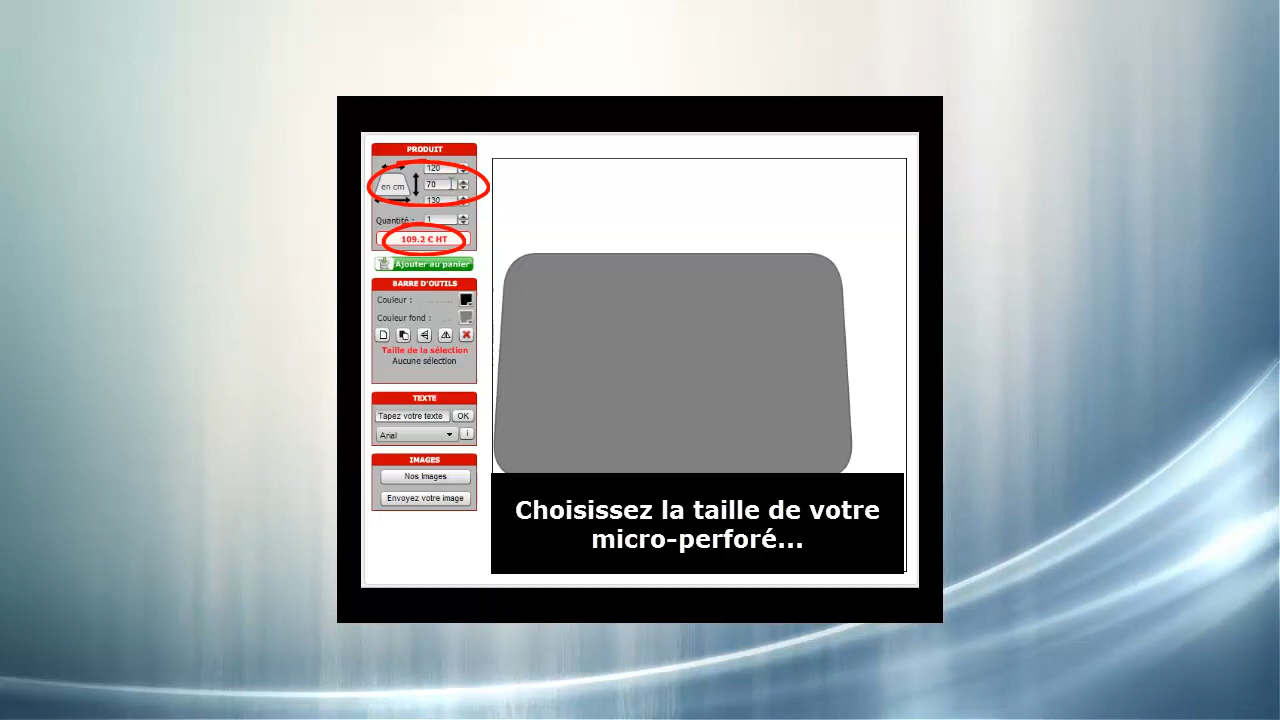 PRODUIT
120
en cm
70
130
Quantité : 1
109.2 € HT
Ajouter au panier
BARRE D'OUTILS
Couleur :
Couleur fond :
Taille de la sélection
Aucune sélection
TEXTE
Tapez votre texte OK
Arial i
IMAGES
Nos Images
Envoyez votre image
Choisissez la taille de votre
micro-perforé...